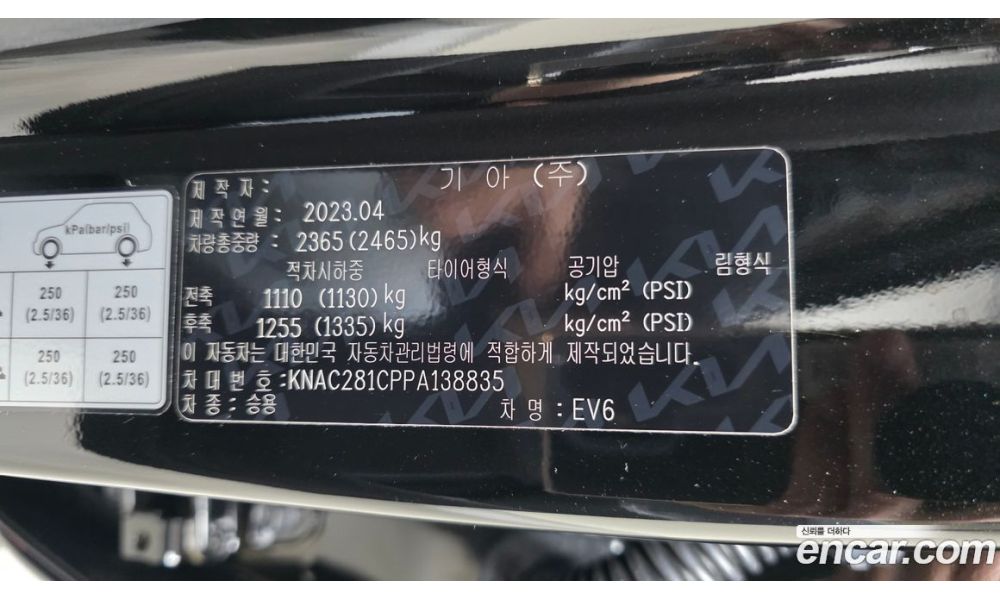 kPa(bar/psi)
250 250
(2.5/36) (2.5/36)
250 250
(2.5/36) (2.5/36)
제 작 자 : 기 아 (주)
제 작 연 월 : 2023.04
차량총중량 : 2365 (2465)kg
적차시하중 타이어형식 공기압 림형식
전축 1110 (1130) kg kg/cm² (PSI)
후축 1255 (1335) kg kg/cm² (PSI)
이 자동차는 대한민국 자동차관리법령에 적합하게 제작되었습니다.
차 대 번 호 :KNAC281CPPA138835
차 종 : 승용 차 명 : EV6
신뢰를 더하다
encar.com